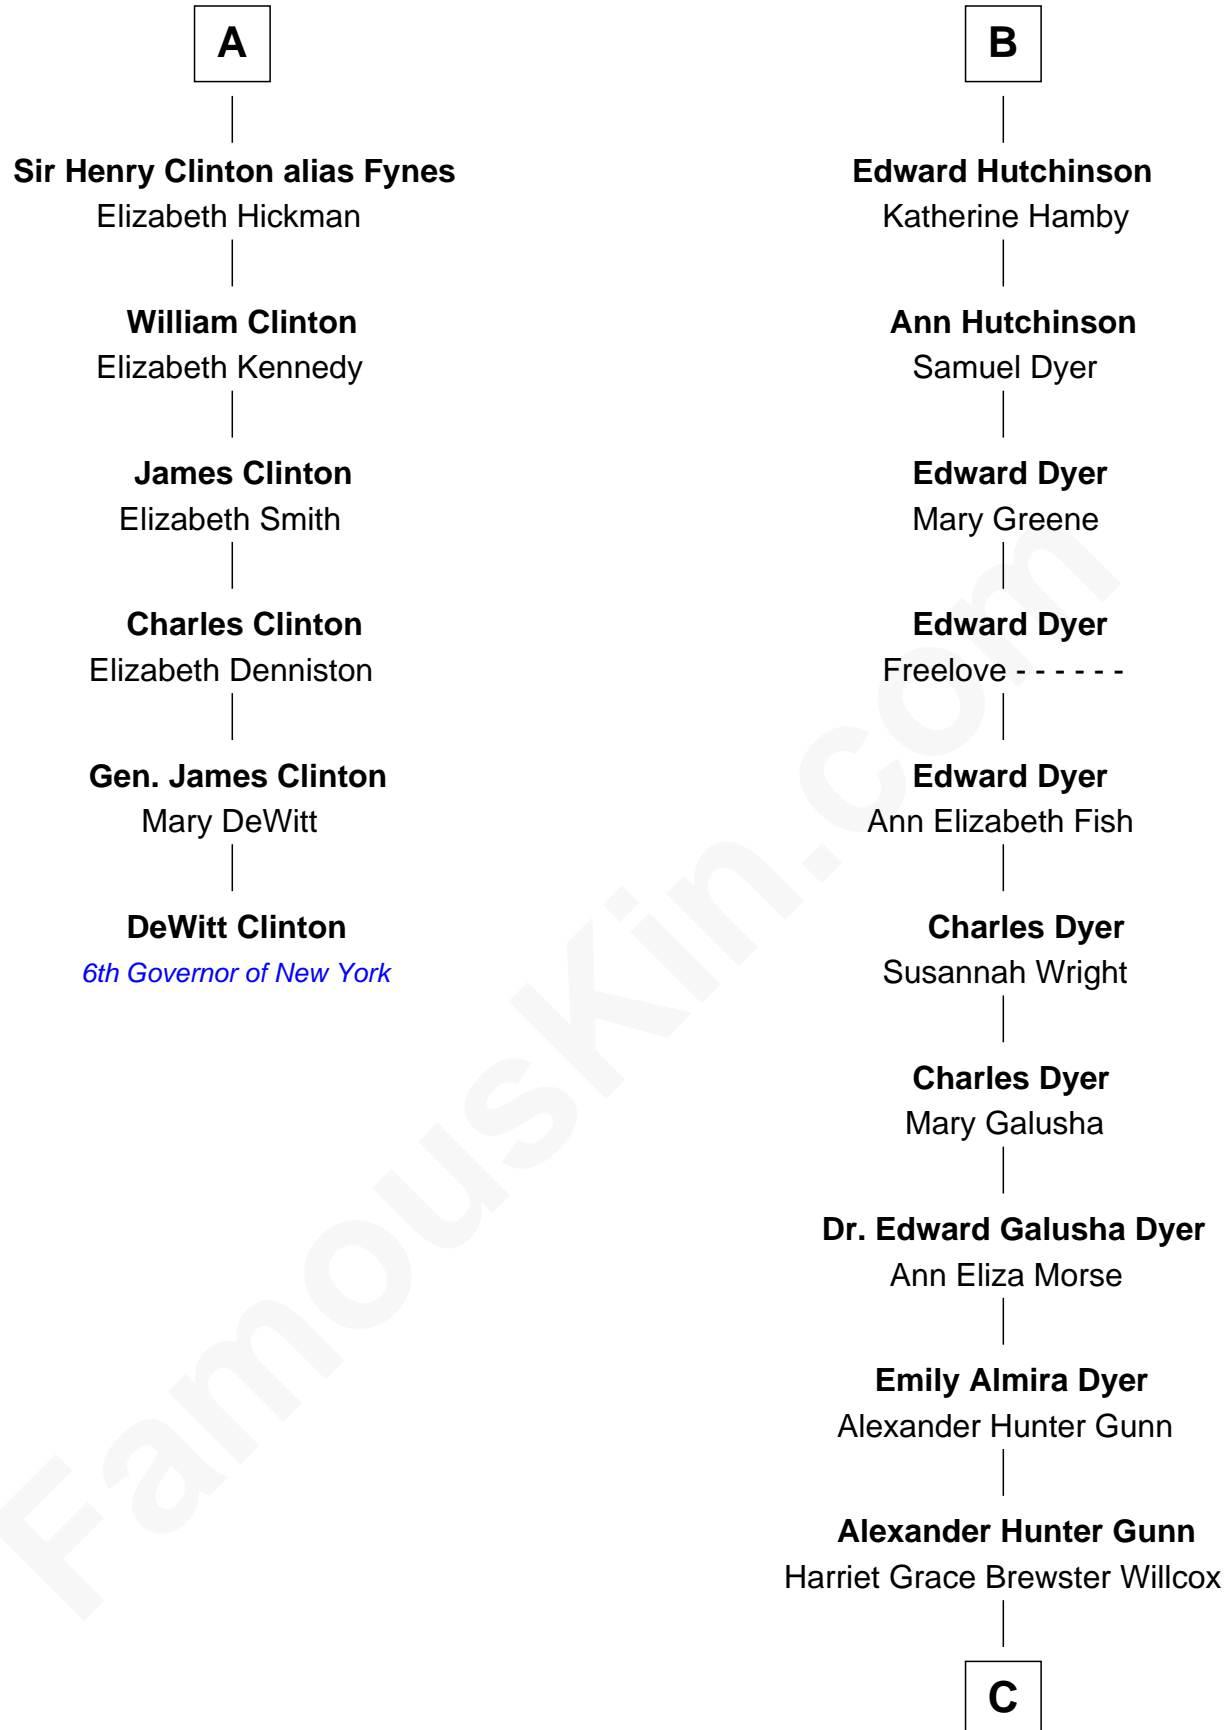 A
Sir Henry Clinton alias Fynes
Elizabeth Hickman
William Clinton
Elizabeth Kennedy
James Clinton
Elizabeth Smith
Charles Clinton
Elizabeth Denniston
Gen. James Clinton
Mary DeWitt
DeWitt Clinton
6th Governor of New York
B
Edward Hutchinson
Katherine Hamby
Ann Hutchinson
Samuel Dyer
Edward Dyer
Mary Greene
Edward Dyer
Freelove - - - - - -
Edward Dyer
Ann Elizabeth Fish
Charles Dyer
Susannah Wright
Charles Dyer
Mary Galusha
Dr. Edward Galusha Dyer
Ann Eliza Morse
Emily Almira Dyer
Alexander Hunter Gunn
Alexander Hunter Gunn
Harriet Grace Brewster Willcox
C
FamousKin.com